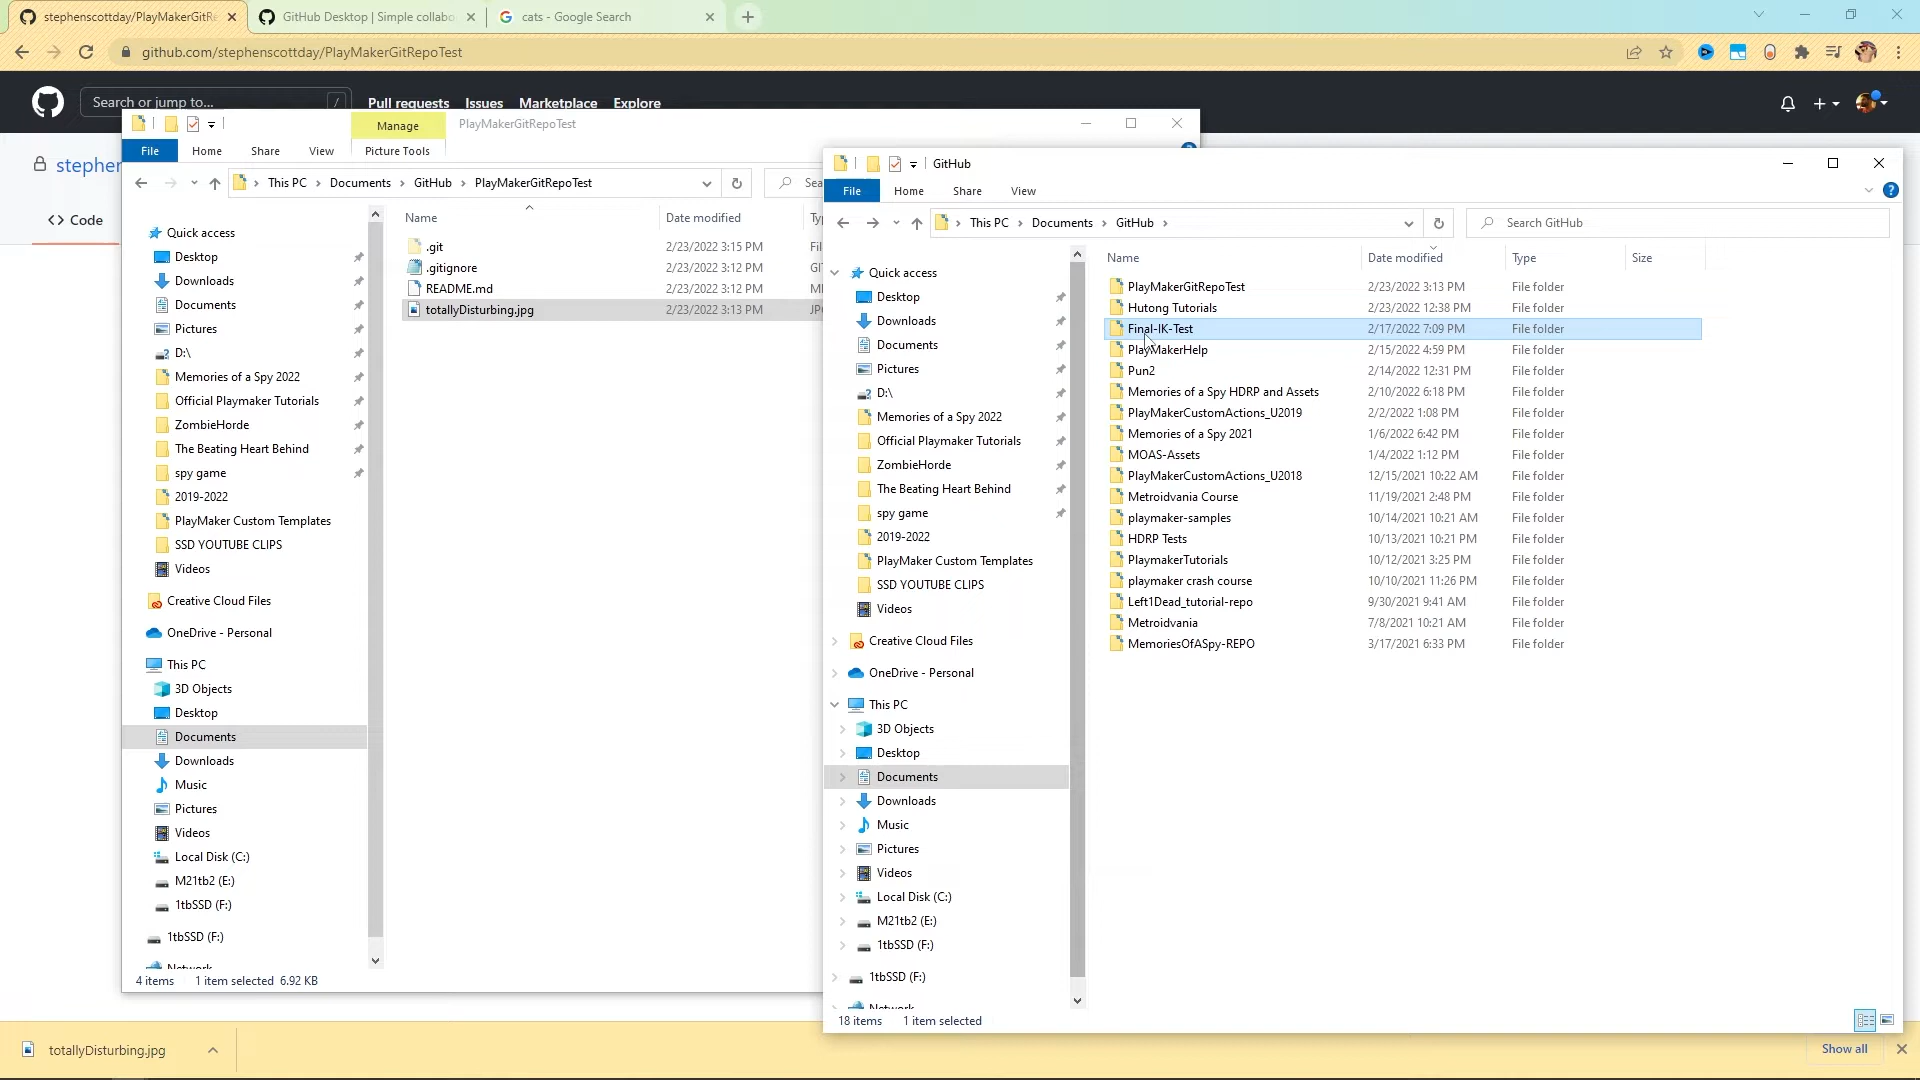 stephenscottday/PlayMakerGitRe
GitHub Desktop | Simple collabo
cats - Google Search
github.com/stephenscottday/PlayMakerGitRepoTest
Search or jump to...
/
Pull requests
Issues
Marketplace
Explore
stephen
Code
Manage
PlayMakerGitRepoTest
File
Home
Share
View
Picture Tools
This PC
Documents
GitHub
PlayMakerGitRepoTest
Sea
Name
Date modified
Ty
.git
2/23/2022 3:15 PM
Fil
.gitignore
2/23/2022 3:12 PM
GI
README.md
2/23/2022 3:12 PM
M
totallyDisturbing.jpg
2/23/2022 3:13 PM
JP
Quick access
Desktop
Downloads
Documents
Pictures
D:\
Memories of a Spy 2022
Official Playmaker Tutorials
ZombieHorde
The Beating Heart Behind
spy game
2019-2022
PlayMaker Custom Templates
SSD YOUTUBE CLIPS
Videos
Creative Cloud Files
OneDrive - Personal
This PC
3D Objects
Desktop
Documents
Downloads
Music
Pictures
Videos
Local Disk (C:)
M21tb2 (E:)
1tbSSD (F:)
1tbSSD (F:)
Network
4 items
1 item selected 6.92 KB
GitHub
File
Home
Share
View
This PC
Documents
GitHub
Search GitHub
Quick access
Desktop
Downloads
Documents
Pictures
D:\
Memories of a Spy 2022
Official Playmaker Tutorials
ZombieHorde
The Beating Heart Behind
spy game
2019-2022
PlayMaker Custom Templates
SSD YOUTUBE CLIPS
Videos
Creative Cloud Files
OneDrive - Personal
This PC
3D Objects
Desktop
Documents
Downloads
Music
Pictures
Videos
Local Disk (C:)
M21tb2 (E:)
1tbSSD (F:)
1tbSSD (F:)
Network
Name
Date modified
Type
Size
PlayMakerGitRepoTest
2/23/2022 3:13 PM
File folder
Hutong Tutorials
2/23/2022 12:38 PM
File folder
Final-IK-Test
2/17/2022 7:09 PM
File folder
PlayMakerHelp
2/15/2022 4:59 PM
File folder
Pun2
2/14/2022 12:31 PM
File folder
Memories of a Spy HDRP and Assets
2/10/2022 6:18 PM
File folder
PlayMakerCustomActions_U2019
2/2/2022 1:08 PM
File folder
Memories of a Spy 2021
1/6/2022 6:42 PM
File folder
MOAS-Assets
1/4/2022 1:12 PM
File folder
PlayMakerCustomActions_U2018
12/15/2021 10:22 AM
File folder
Metroidvania Course
11/19/2021 2:48 PM
File folder
playmaker-samples
10/14/2021 10:21 AM
File folder
HDRP Tests
10/13/2021 10:21 PM
File folder
PlaymakerTutorials
10/12/2021 3:25 PM
File folder
playmaker crash course
10/10/2021 11:26 PM
File folder
Left1Dead_tutorial-repo
9/30/2021 9:41 AM
File folder
Metroidvania
7/8/2021 10:21 AM
File folder
MemoriesOfASpy-REPO
3/17/2021 6:33 PM
File folder
18 items
1 item selected
totallyDisturbing.jpg
Show all